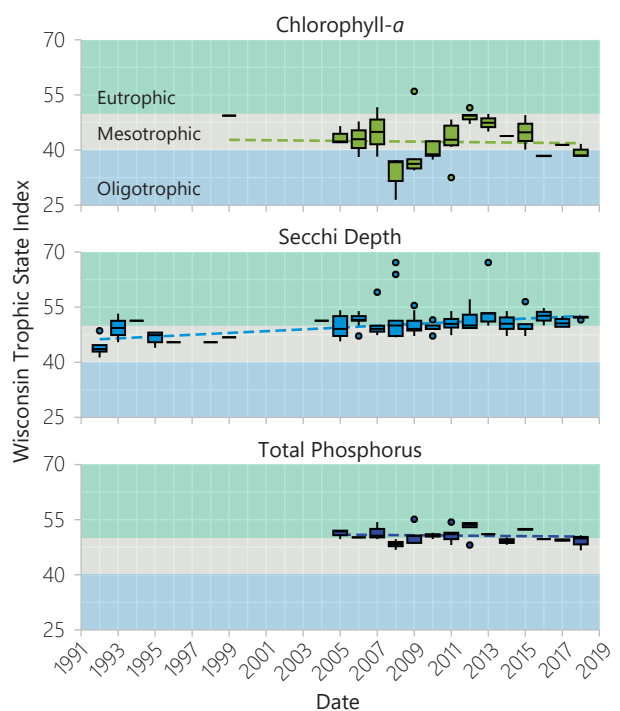 Chlorophyll-a
70
55
40
25
Eutrophic
Mesotrophic
Oligotrophic
Secchi Depth
70
55
40
25
Total Phosphorus
70
55
40
25
Wisconsin Trophic State Index
1991 1993 1995 1997 1999 2001 2003 2005 2007 2009 2011 2013 2015 2017 2019
Date